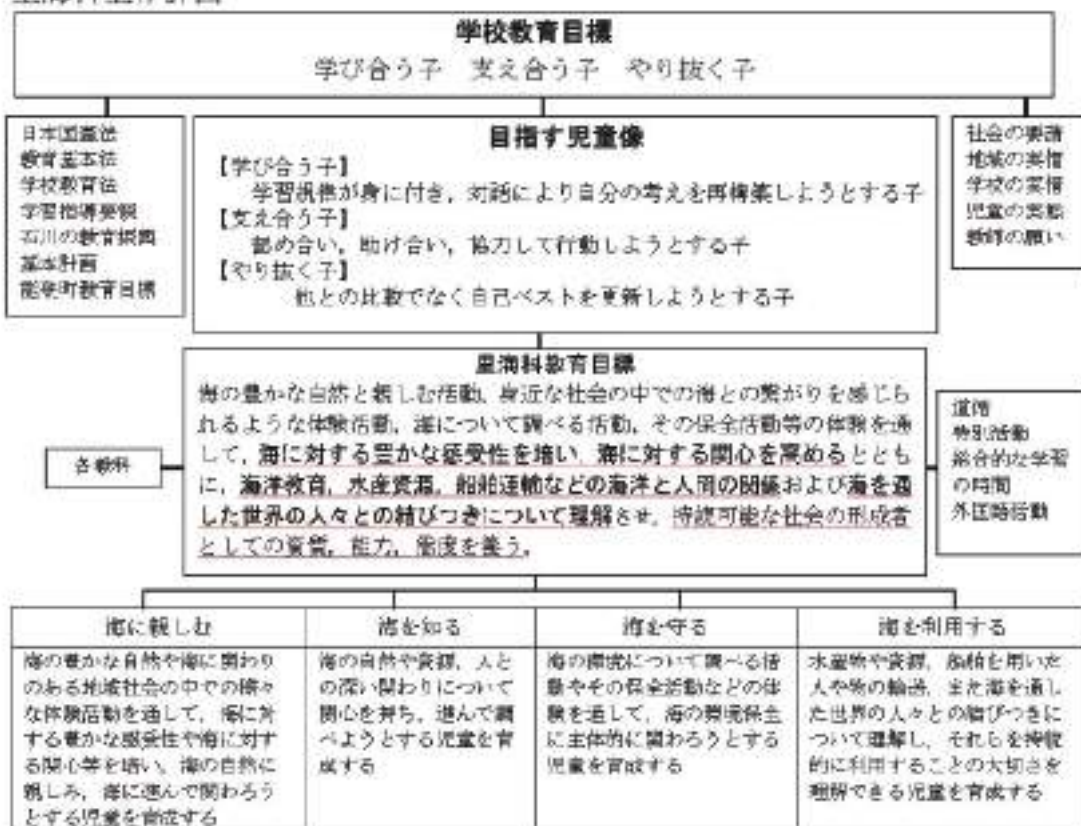 学校教育目標
学び合う子 支え合う子 やり抜く子
日本国憲法
教育基本法
学校教育法
学習指導要領
石川の教育振興
基本計画
能登町教育目標
目指す児童像
【学び合う子】
学習規律が身に付き，対話により自分の考えを再構築しようとする子
【支え合う子】
認め合い，助け合い，協力して行動しようとする子
【やり抜く子】
他との比較でなく自己ベストを更新しようとする子
社会の要請
地域の実情
学校の実情
児童の実態
教師の願い
里海科教育目標
海の豊かな自然と親しむ活動，身近な社会の中での海との繋がりを感じら
れるような体験活動，海について調べる活動，その保全活動等の体験を通
して，海に対する豊かな感受性を培い，海に対する関心を高めるととも
に，海洋教育，水産資源，船舶運輸などの海洋と人間の関係および海を通
した世界の人々との結びつきについて理解させ，持続可能な社会の形成者
としての資質，能力，態度を養う。
各教科
道徳
特別活動
総合的な学習
の時間
外国語活動
海に親しむ
海の豊かな自然や海に関わり
のある地域社会の中での様々
な体験活動を通して，海に対
する豊かな感受性や海に対す
る関心等を培い，海の自然に
親しみ，海に進んで関わろう
とする児童を育成する
海を知る
海の自然や資源，人と
の深い関わりについて
関心を持ち，進んで調
べようとする児童を育
成する
海を守る
海の環境について調べる活
動やその保全活動などの体
験を通して，海の環境保全
に主体的に関わろうとする
児童を育成する
海を利用する
水産物や資源，船舶を用いた
人や物の輸送，また海を通し
た世界の人々との結びつきに
ついて理解し，それらを持続
的に利用することの大切さを
理解できる児童を育成する